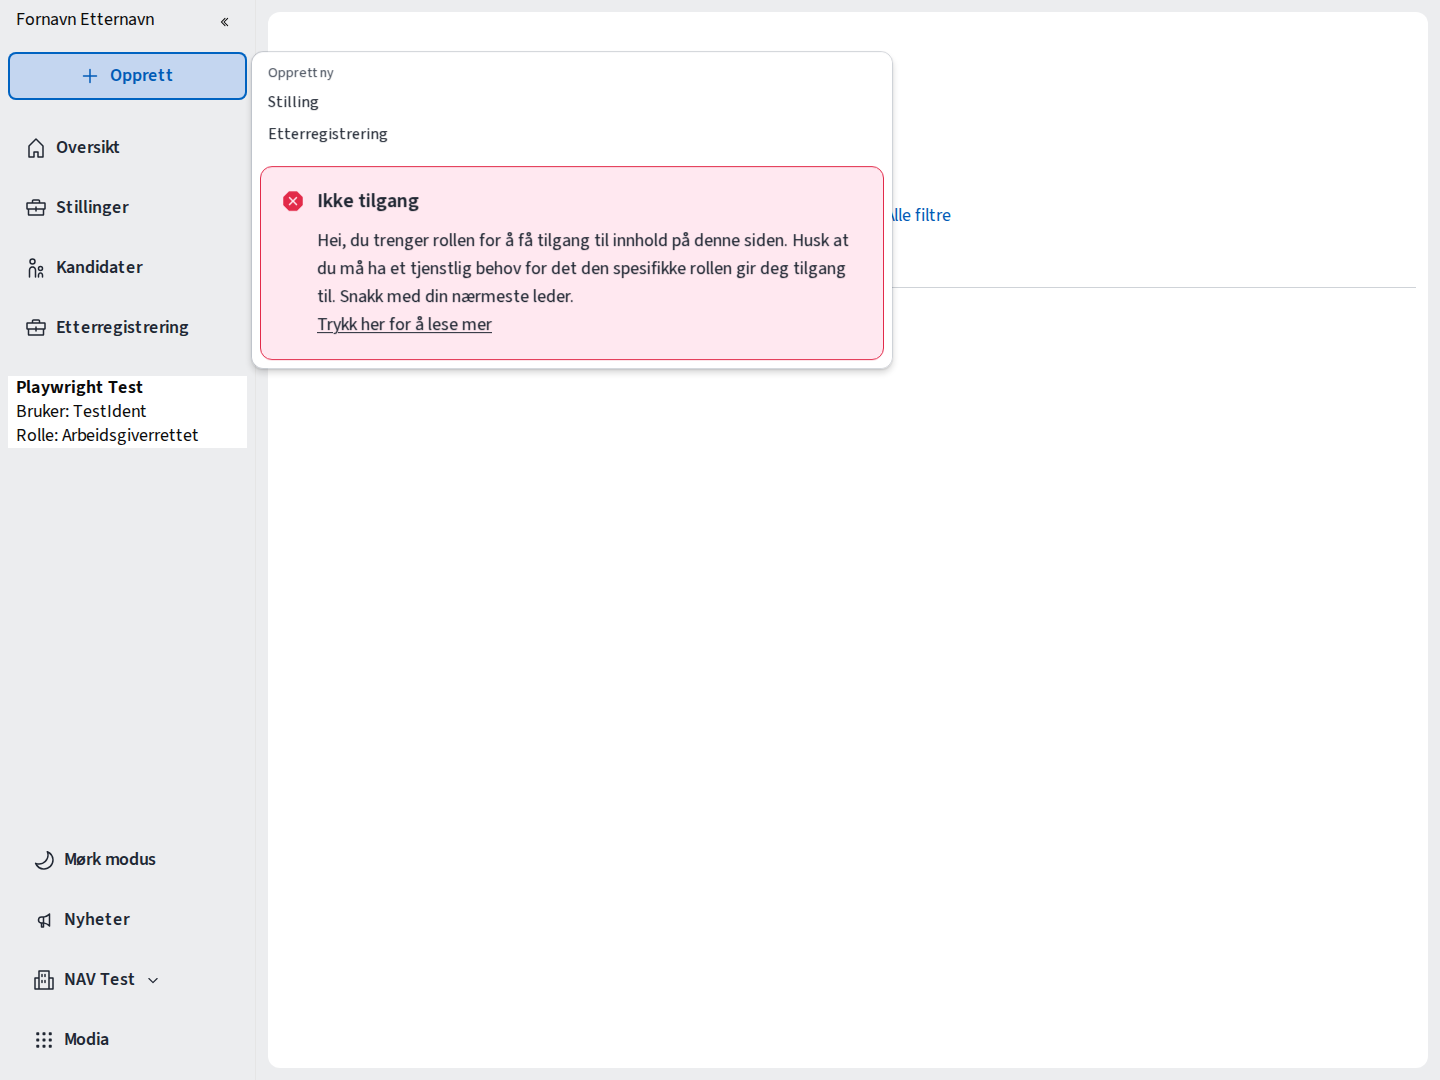 Fornavn Etternavn
Opprett
Oversikt
Stillinger
Kandidater
Etterregistrering
Playwright Test
Bruker: TestIdent
Rolle: Arbeidsgiverrettet
Mørk modus
Nyheter
NAV Test
Modia
Opprett ny
Stilling
Etterregistrering
Ikke tilgang
Hei, du trenger rollen for å få tilgang til innhold på denne siden. Husk at
du må ha et tjenstlig behov for det den spesifikke rollen gir deg tilgang
til. Snakk med din nærmeste leder.
Trykk her for å lese mer
Alle filtre